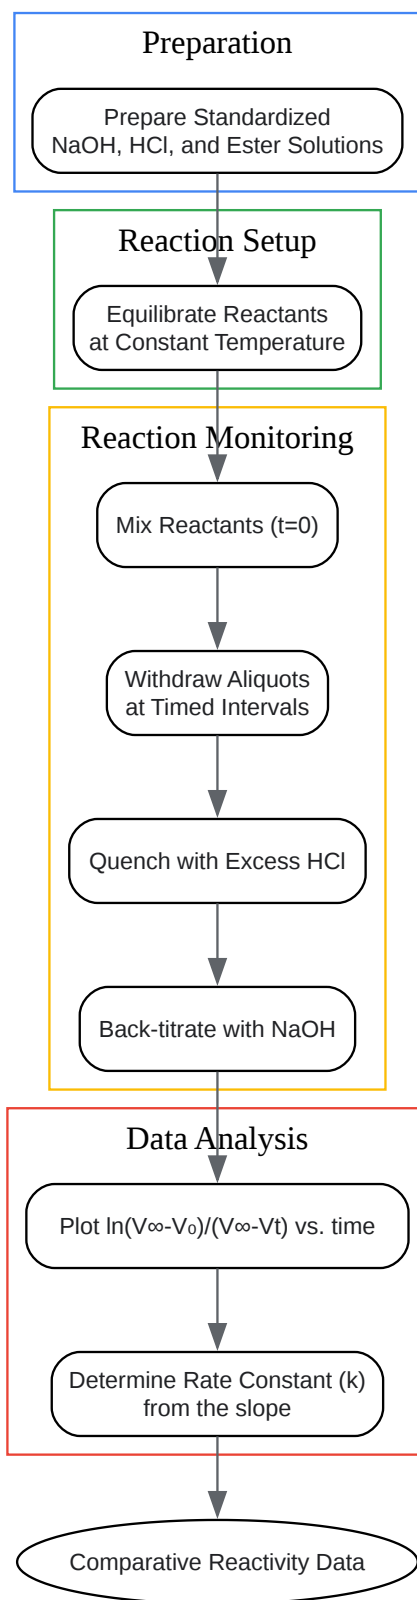 Preparation
Prepare Standardized
NaOH, HCl, and Ester Solutions
Reaction Setup
Equilibrate Reactants
at Constant Temperature
Reaction Monitoring
Mix Reactants (t=0)
Withdraw Aliquots
at Timed Intervals
Quench with Excess HCl
Back-titrate with NaOH
Data Analysis
Plot ln(V∞-V₀)/(V∞-Vt) vs. time
Determine Rate Constant (k)
from the slope
Comparative Reactivity Data